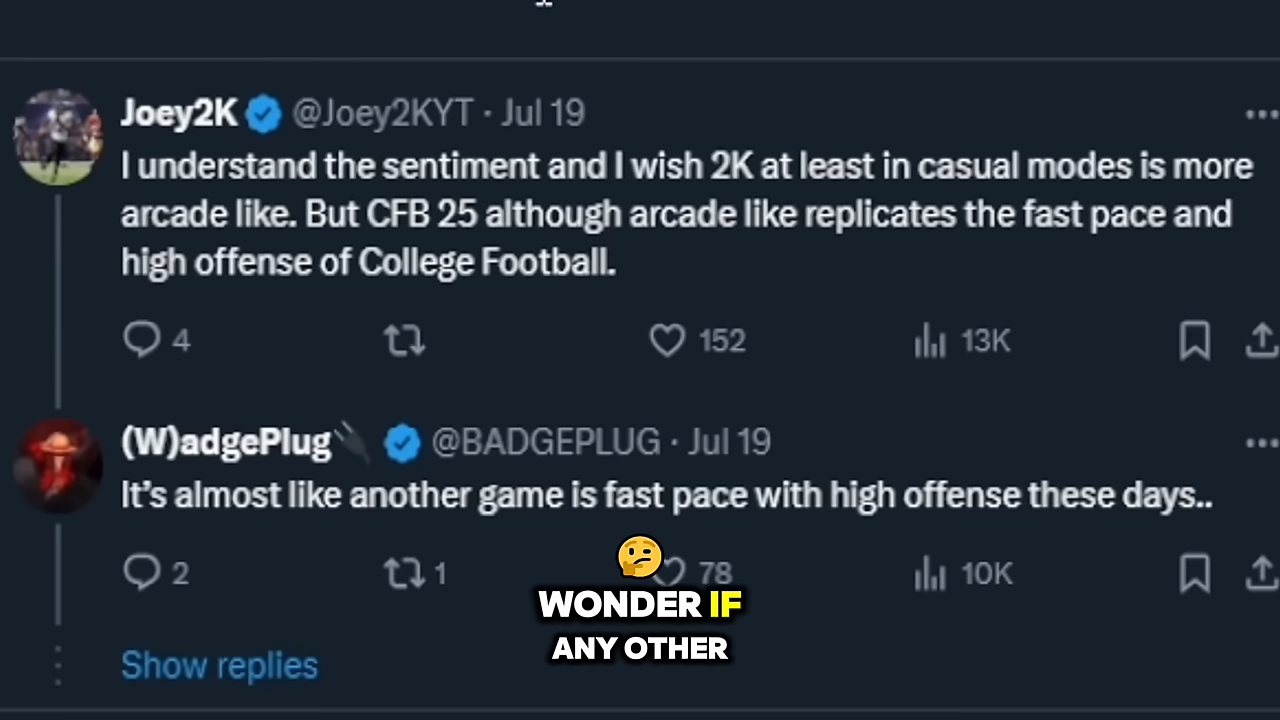 Joey2K @Joey2KYT · Jul 19
I understand the sentiment and I wish 2K at least in casual modes is more
arcade like. But CFB 25 although arcade like replicates the fast pace and
high offense of College Football.
4 152 13K
(W)adgePlug🔌 @BADGEPLUG · Jul 19
It's almost like another game is fast pace with high offense these days..
2 1 78 10K
WONDER IF
ANY OTHER
Show replies